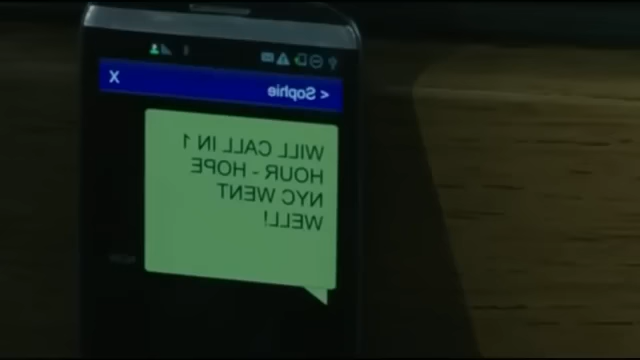 X < Sophie
WILL CALL IN 1
HOUR - HOPE
NYC WENT
WELL!